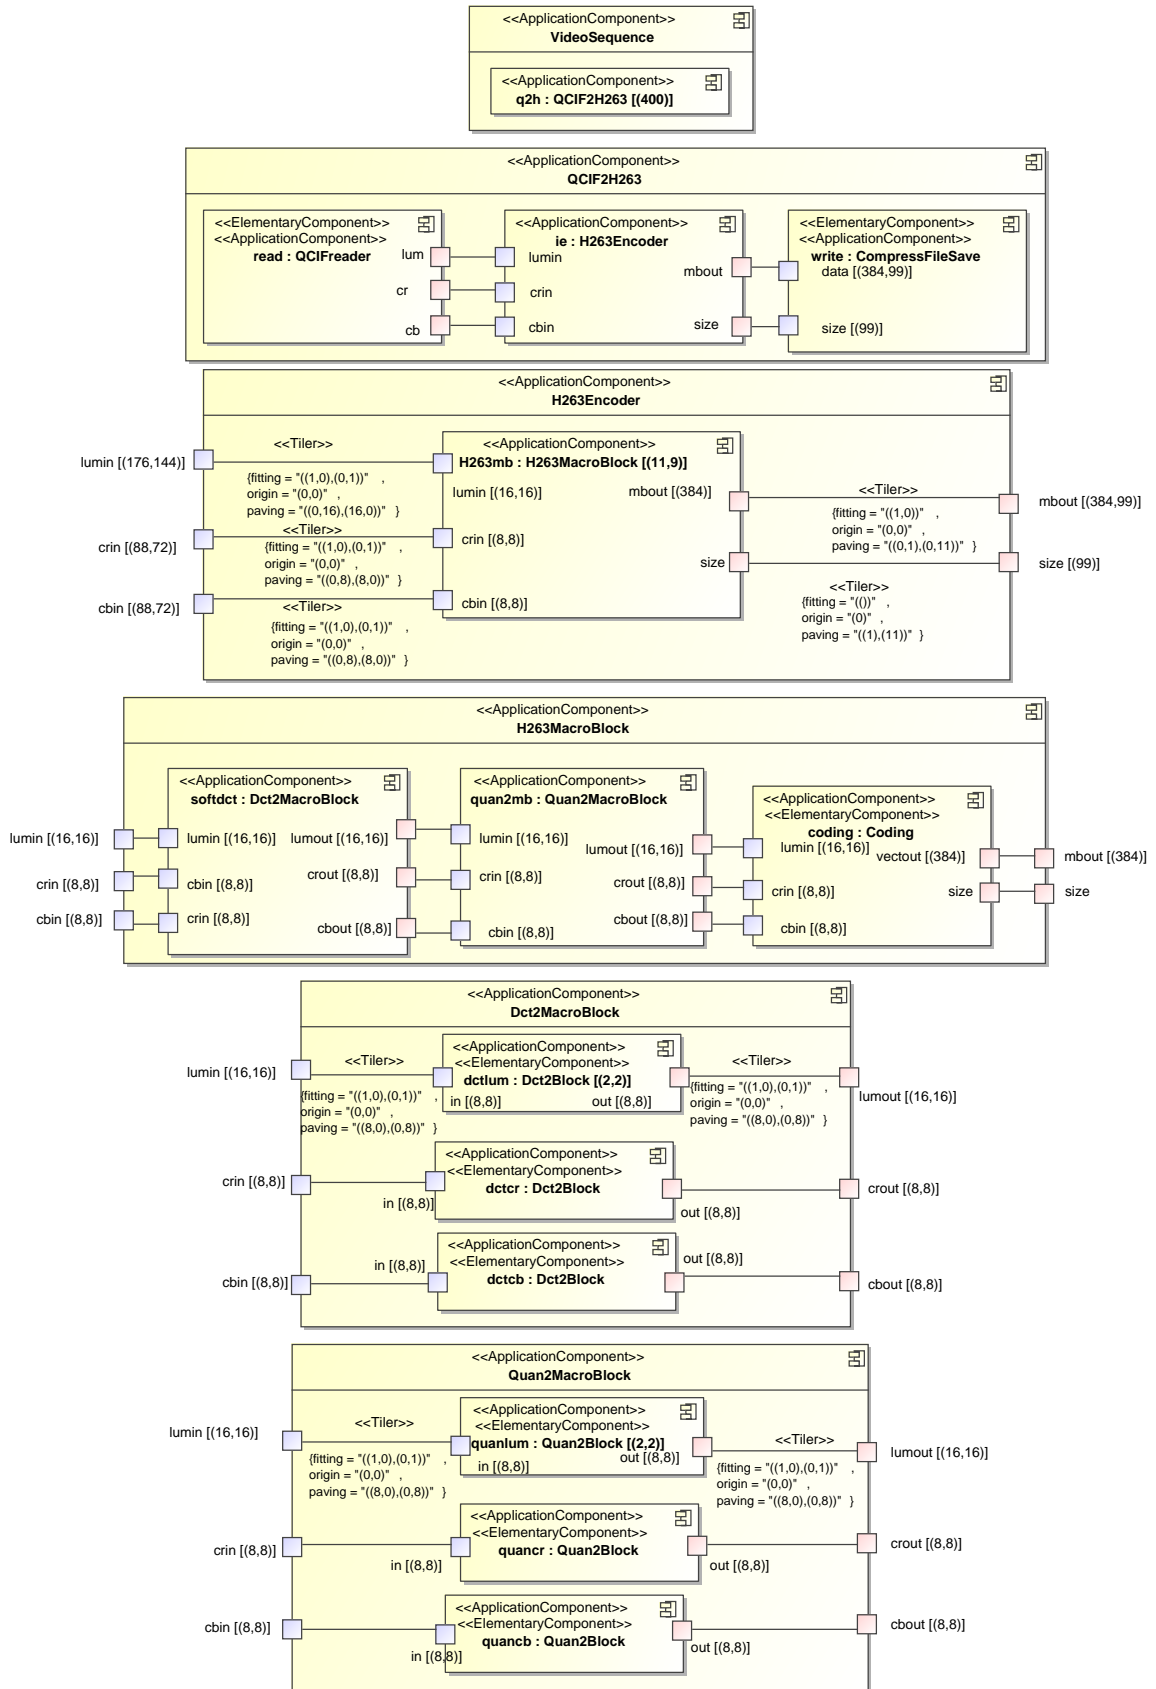 <<ApplicationComponent>>
VideoSequence
<<ApplicationComponent>>
q2h : QCIF2H263 [(400)]
<<ApplicationComponent>>
QCIF2H263
<<ElementaryComponent>>
<<ApplicationComponent>>
read : QCIFreader
lum
cr
cb
<<ApplicationComponent>>
ie : H263Encoder
lumin
crin
cbin
mbout
size
<<ElementaryComponent>>
<<ApplicationComponent>>
write : CompressFileSave
data [(384,99)]
size [(99)]
<<ApplicationComponent>>
H263Encoder
lumin [(176,144)]
<<Tiler>>
{fitting = "((1,0),(0,1))" ,
origin = "(0,0)" ,
paving = "((0,16),(16,0))" }
crin [(88,72)]
<<Tiler>>
{fitting = "((1,0),(0,1))" ,
origin = "(0,0)" ,
paving = "((0,8),(8,0))" }
cbin [(88,72)]
<<Tiler>>
{fitting = "((1,0),(0,1))" ,
origin = "(0,0)" ,
paving = "((0,8),(8,0))" }
<<ApplicationComponent>>
H263mb : H263MacroBlock [(11,9)]
lumin [(16,16)]
mbout [(384)]
crin [(8,8)]
size
cbin [(8,8)]
<<Tiler>>
{fitting = "((1,0))" ,
origin = "(0,0)" ,
paving = "((0,1),(0,11))" }
mbout [(384,99)]
size [(99)]
<<Tiler>>
{fitting = "(())" ,
origin = "(0)" ,
paving = "((1),(11))" }
<<ApplicationComponent>>
H263MacroBlock
lumin [(16,16)]
crin [(8,8)]
cbin [(8,8)]
<<ApplicationComponent>>
softdct : Dct2MacroBlock
lumin [(16,16)]
lumout [(16,16)]
cbin [(8,8)]
crout [(8,8)]
crin [(8,8)]
cbout [(8,8)]
<<ApplicationComponent>>
quan2mb : Quan2MacroBlock
lumin [(16,16)]
lumout [(16,16)]
crin [(8,8)]
crout [(8,8)]
cbin [(8,8)]
cbout [(8,8)]
<<ApplicationComponent>>
<<ElementaryComponent>>
coding : Coding
lumin [(16,16)]
vectout [(384)]
crin [(8,8)]
size
cbin [(8,8)]
mbout [(384)]
size
<<ApplicationComponent>>
Dct2MacroBlock
lumin [(16,16)]
<<Tiler>>
{fitting = "((1,0),(0,1))" ,
origin = "(0,0)" ,
paving = "((8,0),(0,8))" }
<<ApplicationComponent>>
<<ElementaryComponent>>
dctlum : Dct2Block [(2,2)]
in [(8,8)]
out [(8,8)]
<<Tiler>>
{fitting = "((1,0),(0,1))" ,
origin = "(0,0)" ,
paving = "((8,0),(0,8))" }
lumout [(16,16)]
crin [(8,8)]
in [(8,8)]
<<ApplicationComponent>>
<<ElementaryComponent>>
dctcr : Dct2Block
out [(8,8)]
crout [(8,8)]
cbin [(8,8)]
in [(8,8)]
<<ApplicationComponent>>
<<ElementaryComponent>>
dctcb : Dct2Block
out [(8,8)]
cbout [(8,8)]
<<ApplicationComponent>>
Quan2MacroBlock
lumin [(16,16)]
<<Tiler>>
{fitting = "((1,0),(0,1))" ,
origin = "(0,0)" ,
paving = "((8,0),(0,8))" }
<<ApplicationComponent>>
<<ElementaryComponent>>
quanlum : Quan2Block [(2,2)]
in [(8,8)]
out [(8,8)]
<<Tiler>>
{fitting = "((1,0),(0,1))" ,
origin = "(0,0)" ,
paving = "((8,0),(0,8))" }
lumout [(16,16)]
crin [(8,8)]
in [(8,8)]
<<ApplicationComponent>>
<<ElementaryComponent>>
quancr : Quan2Block
out [(8,8)]
crout [(8,8)]
cbin [(8,8)]
in [(8,8)]
<<ApplicationComponent>>
<<ElementaryComponent>>
quancb : Quan2Block
out [(8,8)]
cbout [(8,8)]